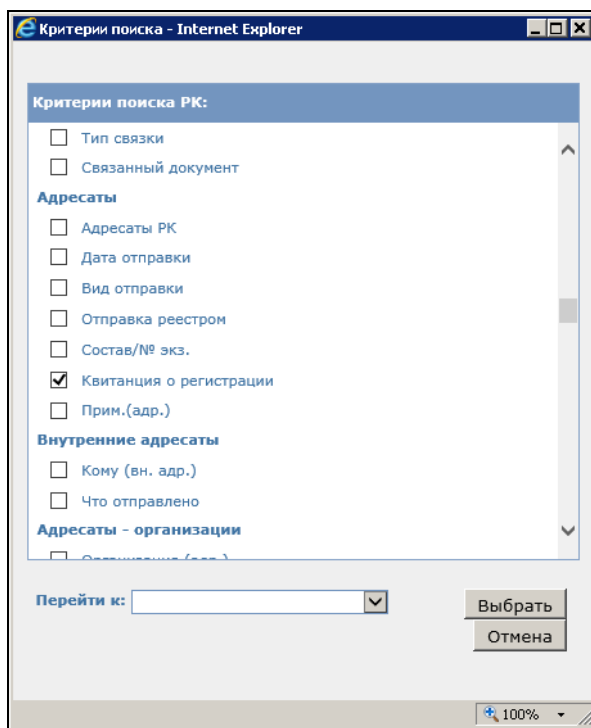 Критерии поиска - Internet Explorer
Критерии поиска РК:
Тип связки
Связанный документ
Адресаты
Адресаты РК
Дата отправки
Вид отправки
Отправка реестром
Состав/№ экз.
Квитанция о регистрации
Прим.(адр.)
Внутренние адресаты
Кому (вн. адр.)
Что отправлено
Адресаты - организации
Перейти к:
Выбрать
Отмена
100%